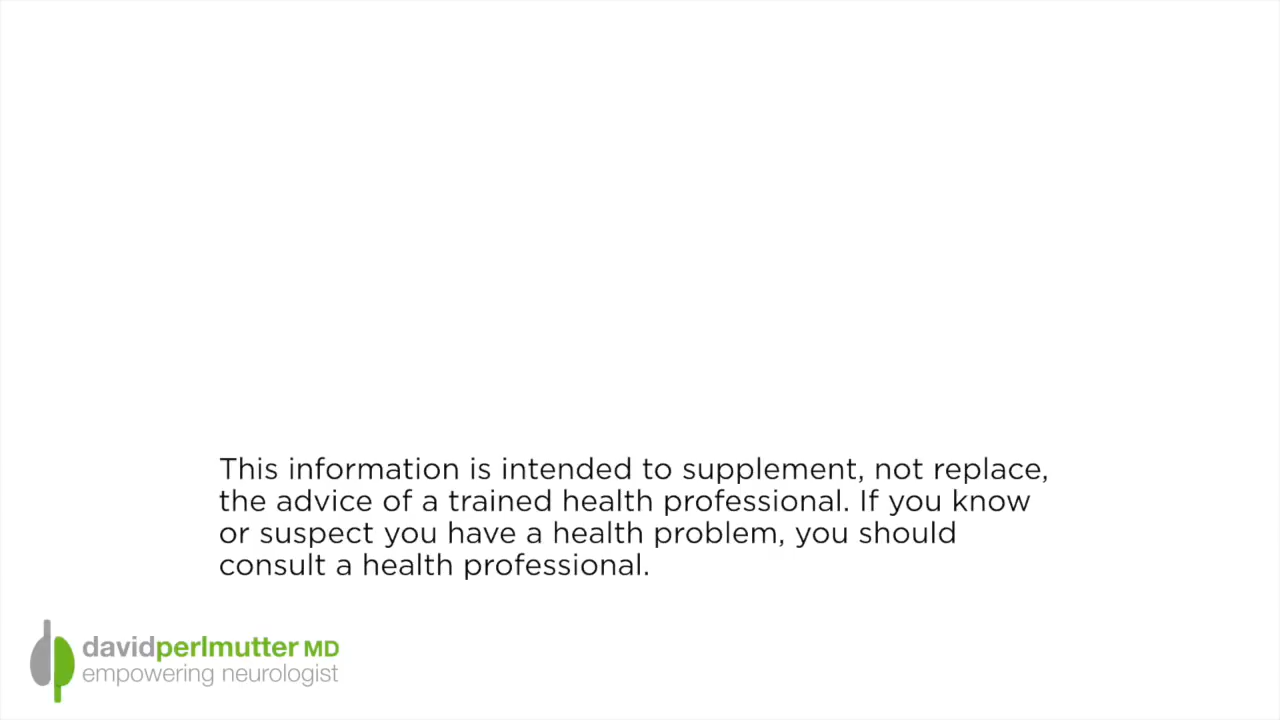 This information is intended to supplement, not replace,
the advice of a trained health professional. If you know
or suspect you have a health problem, you should
consult a health professional.
davidperlmutter MD
empowering neurologist